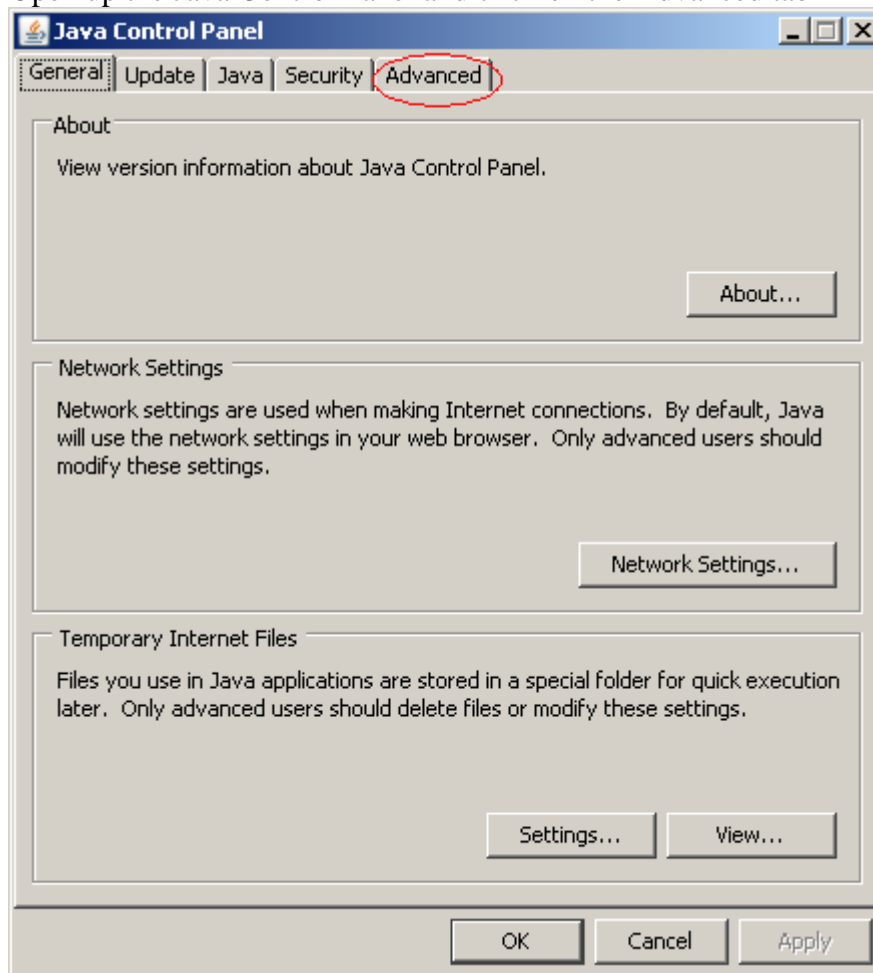 Java Control Panel
General Update Java Security Advanced
About
View version information about Java Control Panel.
About...
Network Settings
Network settings are used when making Internet connections. By default, Java
will use the network settings in your web browser. Only advanced users should
modify these settings.
Network Settings...
Temporary Internet Files
Files you use in Java applications are stored in a special folder for quick execution
later. Only advanced users should delete files or modify these settings.
Settings... View...
OK Cancel Apply